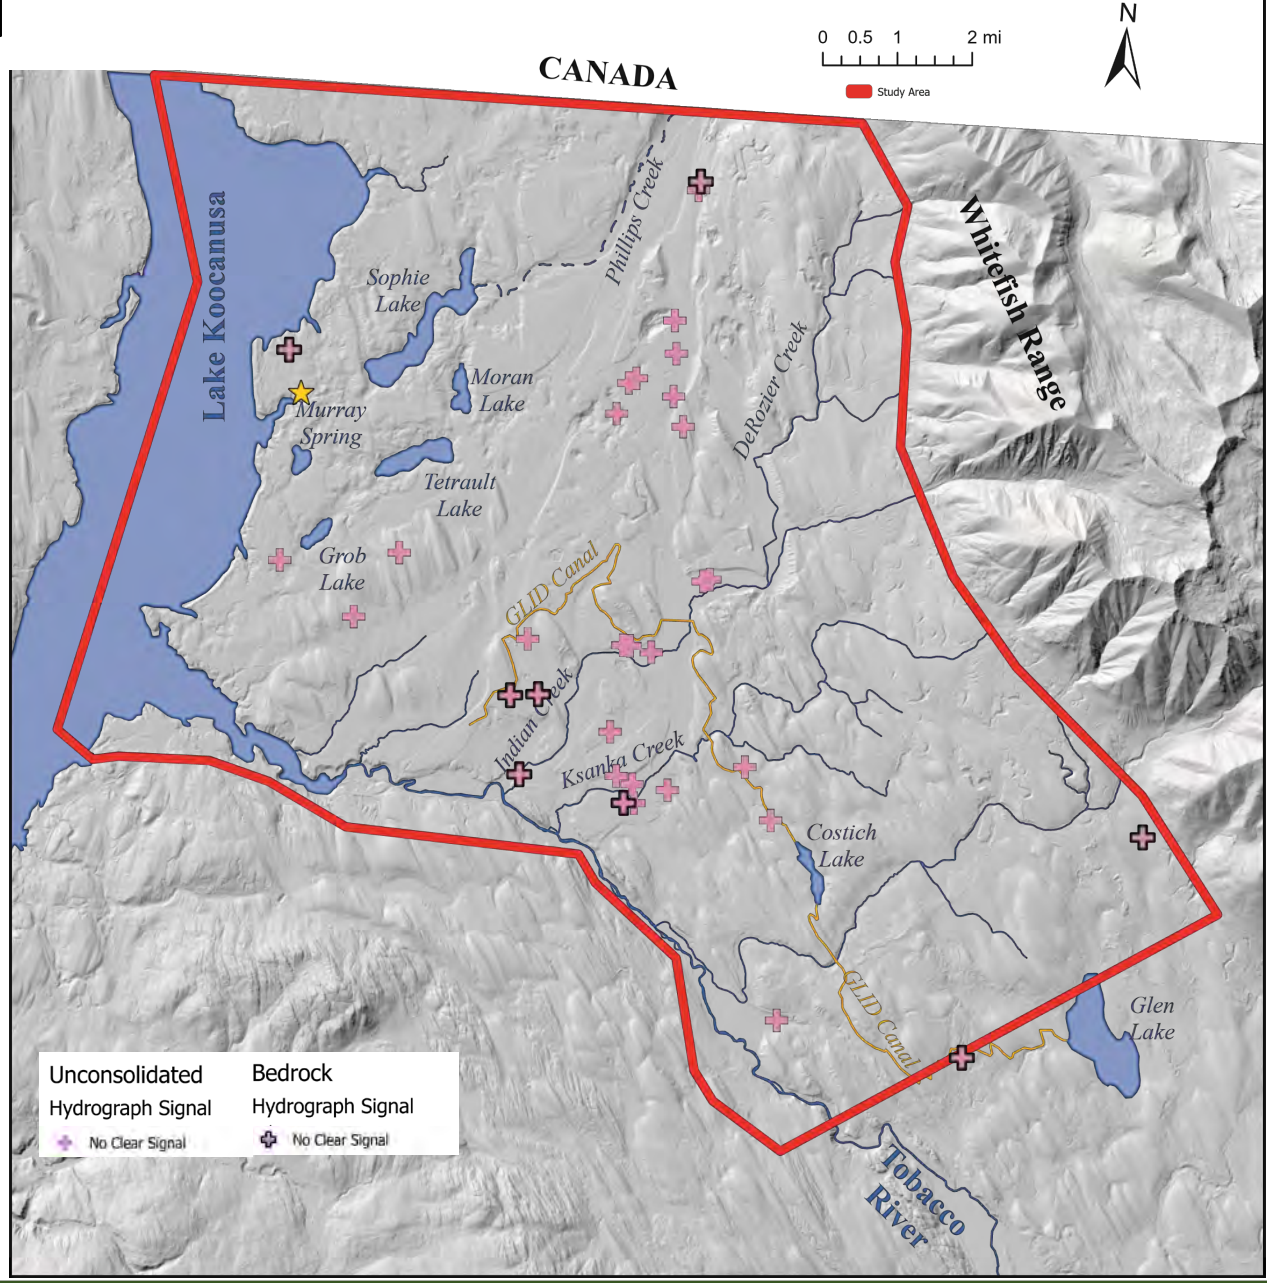 N
0 0.5 1 2 mi
CANADA
Study Area
Phillips Creek
Whitefish Range
Lake Koocanusa
Sophie
Lake
DeRozier Creek
Moran
Lake
Murray
Spring
Tetrault
Lake
Grob
Lake
GLID Canal
Indian Creek
Ksanka Creek
Costich
Lake
GLID Canal
Glen
Lake
Unconsolidated
Hydrograph Signal
No Clear Signal
Bedrock
Hydrograph Signal
No Clear Signal
Tobacco
River